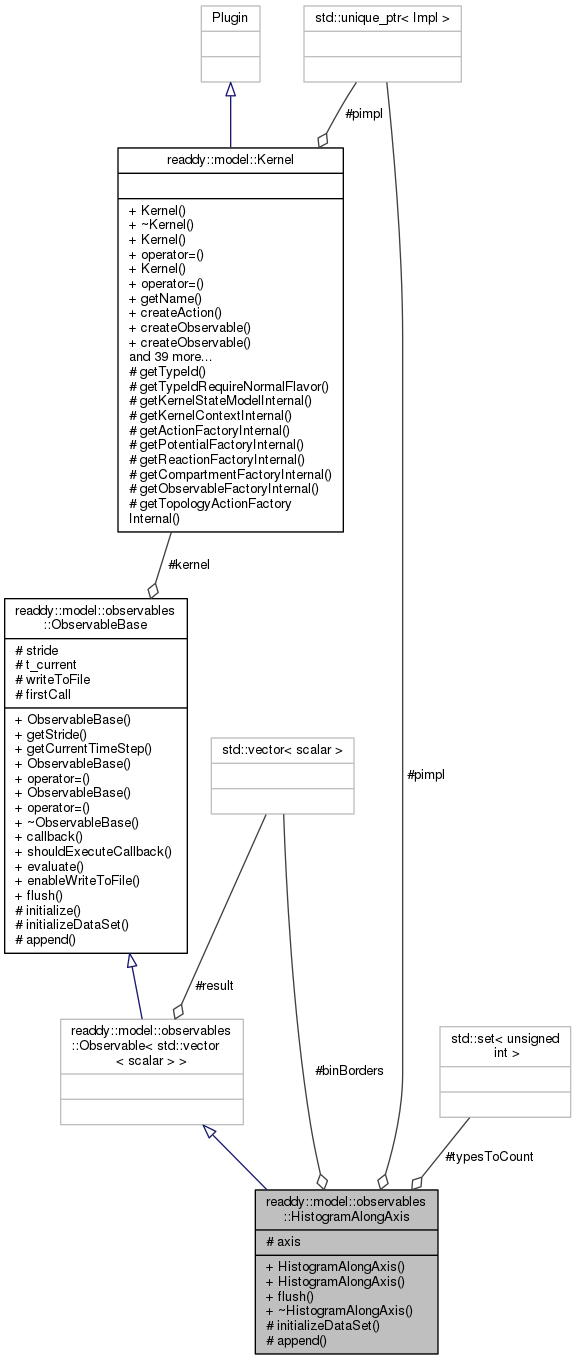 Plugin
std::unique_ptr< Impl >
#pimpl
readdy::model::Kernel
+ Kernel()
+ ~Kernel()
+ Kernel()
+ operator=()
+ Kernel()
+ operator=()
+ getName()
+ createAction()
+ createObservable()
+ createObservable()
and 39 more...
# getTypeId()
# getTypeIdRequireNormalFlavor()
# getKernelStateModelInternal()
# getKernelContextInternal()
# getActionFactoryInternal()
# getPotentialFactoryInternal()
# getReactionFactoryInternal()
# getCompartmentFactoryInternal()
# getObservableFactoryInternal()
# getTopologyActionFactory
Internal()
#kernel
readdy::model::observables
::ObservableBase
# stride
# t_current
# writeToFile
# firstCall
+ ObservableBase()
+ getStride()
+ getCurrentTimeStep()
+ ObservableBase()
+ operator=()
+ ObservableBase()
+ operator=()
+ ~ObservableBase()
+ callback()
+ shouldExecuteCallback()
+ evaluate()
+ enableWriteToFile()
+ flush()
# initialize()
# initializeDataSet()
# append()
std::vector< scalar >
#pimpl
#result
readdy::model::observables
::Observable< std::vector
< scalar > >
std::set< unsigned
int >
#binBorders
#typesToCount
readdy::model::observables
::HistogramAlongAxis
# axis
+ HistogramAlongAxis()
+ HistogramAlongAxis()
+ flush()
+ ~HistogramAlongAxis()
# initializeDataSet()
# append()